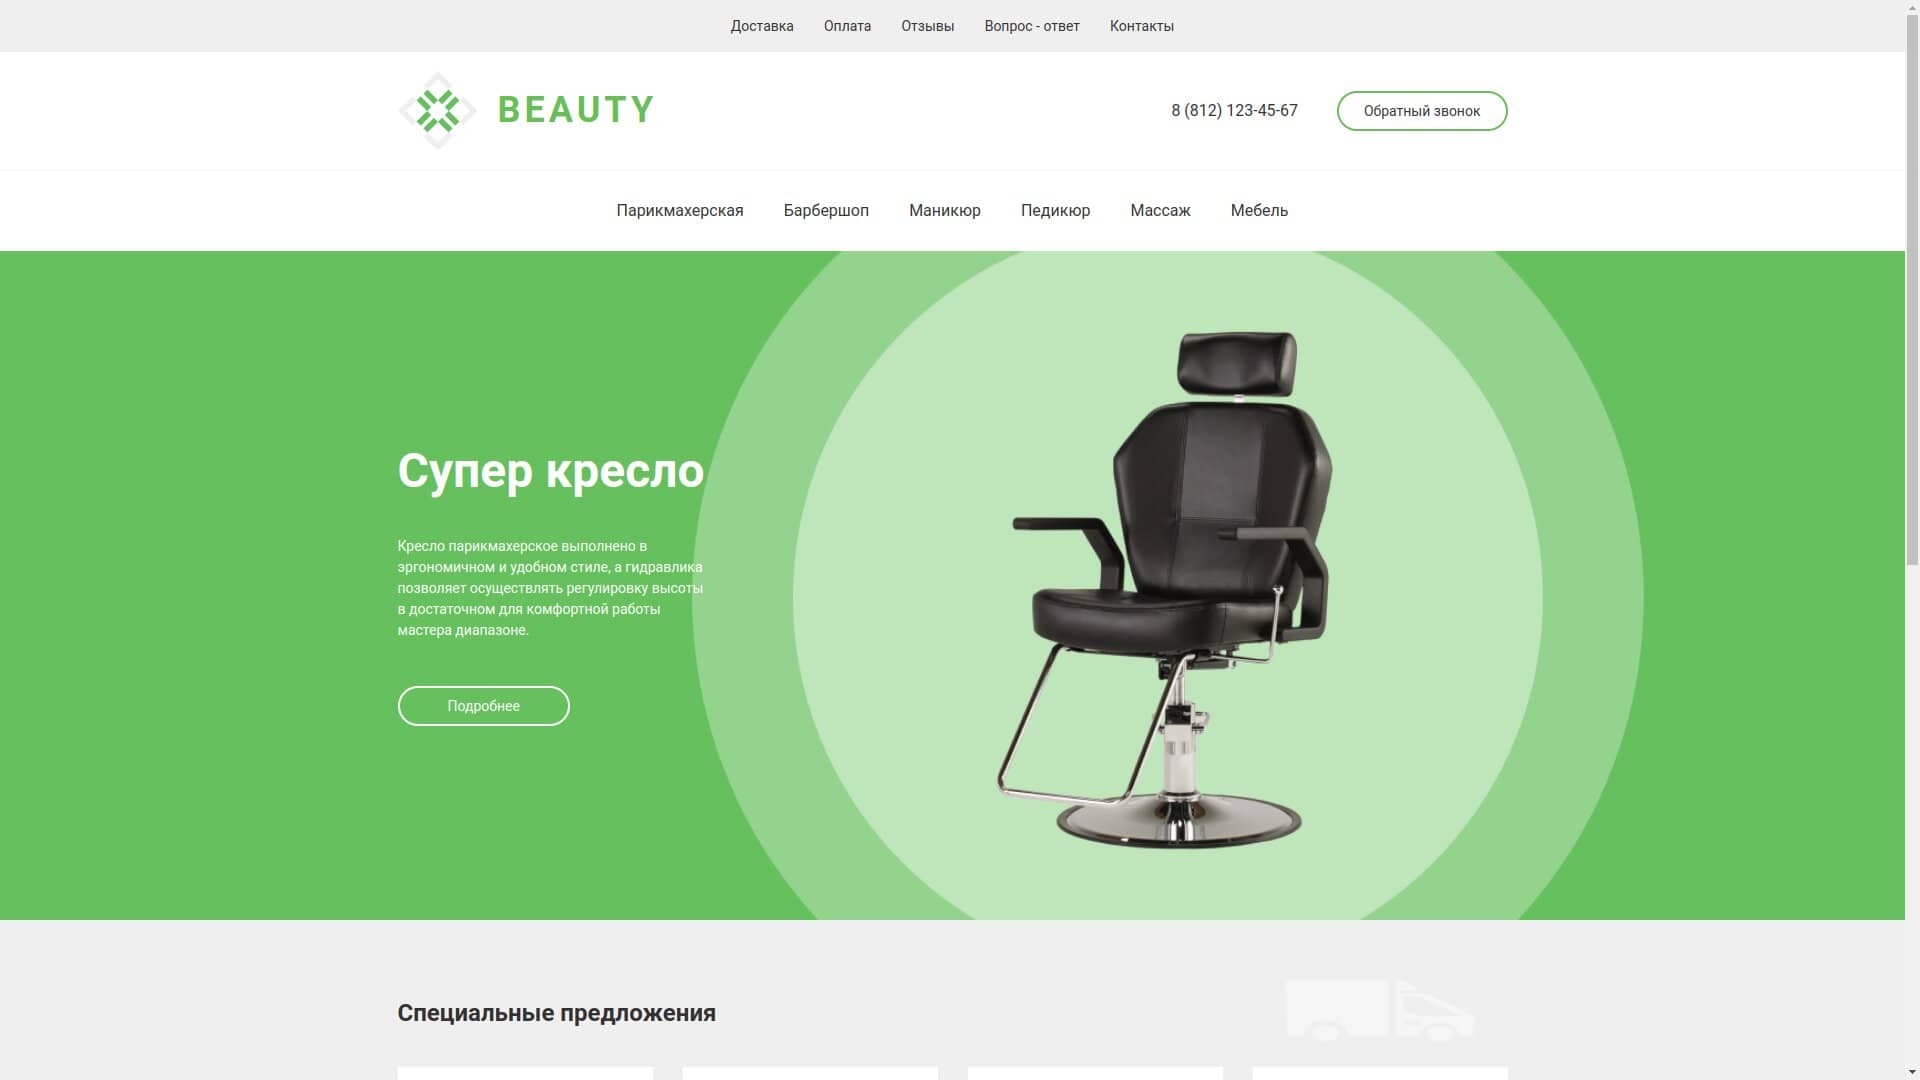 Доставка Оплата Отзывы Вопрос - ответ Контакты
BEAUTY
8 (812) 123-45-67
Обратный звонок
Парикмахерская Барбершоп Маникюр Педикюр Массаж Мебель
Супер кресло
Кресло парикмахерское выполнено в
эргономичном и удобном стиле, а гидравлика
позволяет осуществлять регулировку высоты
в достаточном для комфортной работы
мастера диапазоне.
Подробнее
Специальные предложения